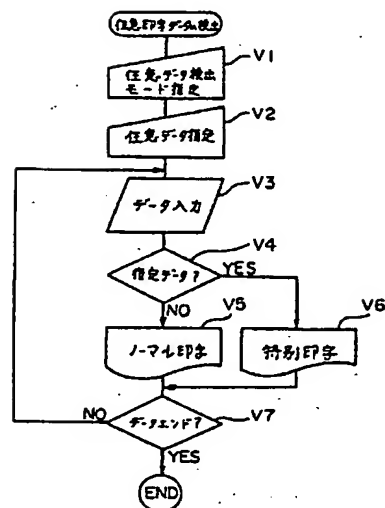 任意印字データの検出
V1
任意データ検出
モード指定
V2
任意データ指定
V3
データ入力
V4
指定データ?
YES
NO
V5
V6
ノーマル印字
特別印字
NO
データエンド?
V7
YES
END